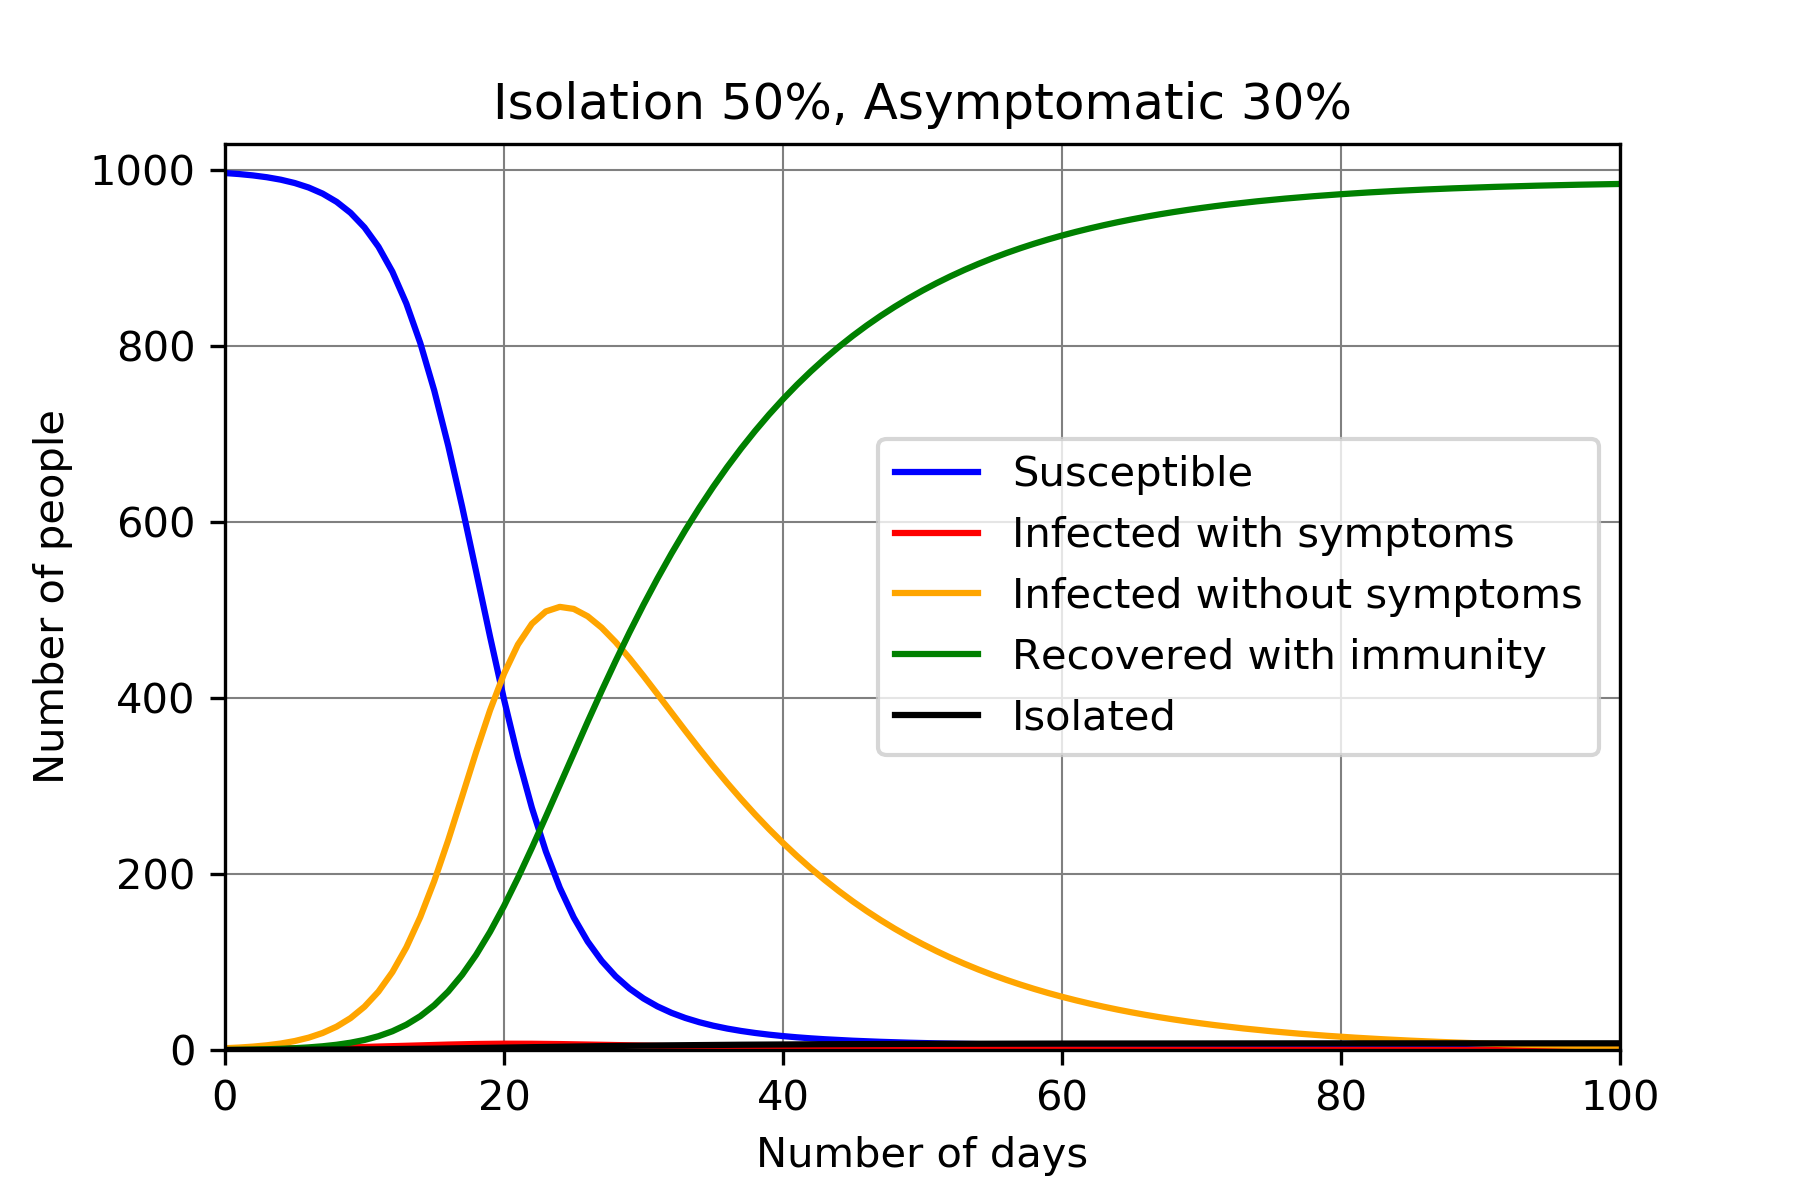 Isolation 50%, Asymptomatic 30%
1000
800
600
400
200
0
Number of people
Susceptible
Infected with symptoms
Infected without symptoms
Recovered with immunity
Isolated
0 20 40 60 80 100
Number of days